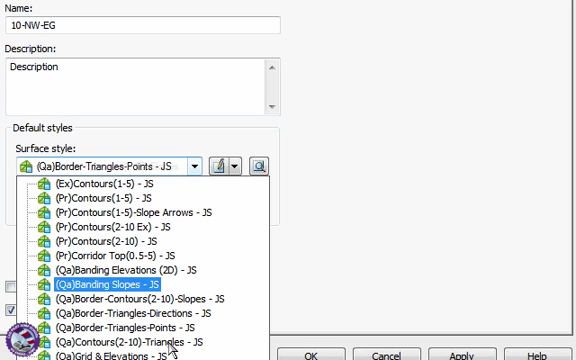 Name:
10-NW-EG
Description:
Description
Default styles
Surface style:
(Qa)Border-Triangles-Points - JS
(Ex)Contours(1-5) - JS
(Pr)Contours(1-5) - JS
(Pr)Contours(1-5)-Slope Arrows - JS
(Pr)Contours(2-10 Ex) - JS
(Pr)Contours(2-10) - JS
(Pr)Corridor Top(0.5-5) - JS
(Qa)Banding Elevations (2D) - JS
(Qa)Banding Slopes - JS
(Qa)Border-Contours(2-10)-Slopes - JS
(Qa)Border-Triangles-Directions - JS
(Qa)Border-Triangles-Points - JS
(Qa)Contours(2-10)-Triangles - JS
(Qa)Grid & Elevations - JS
OK Cancel Apply Help